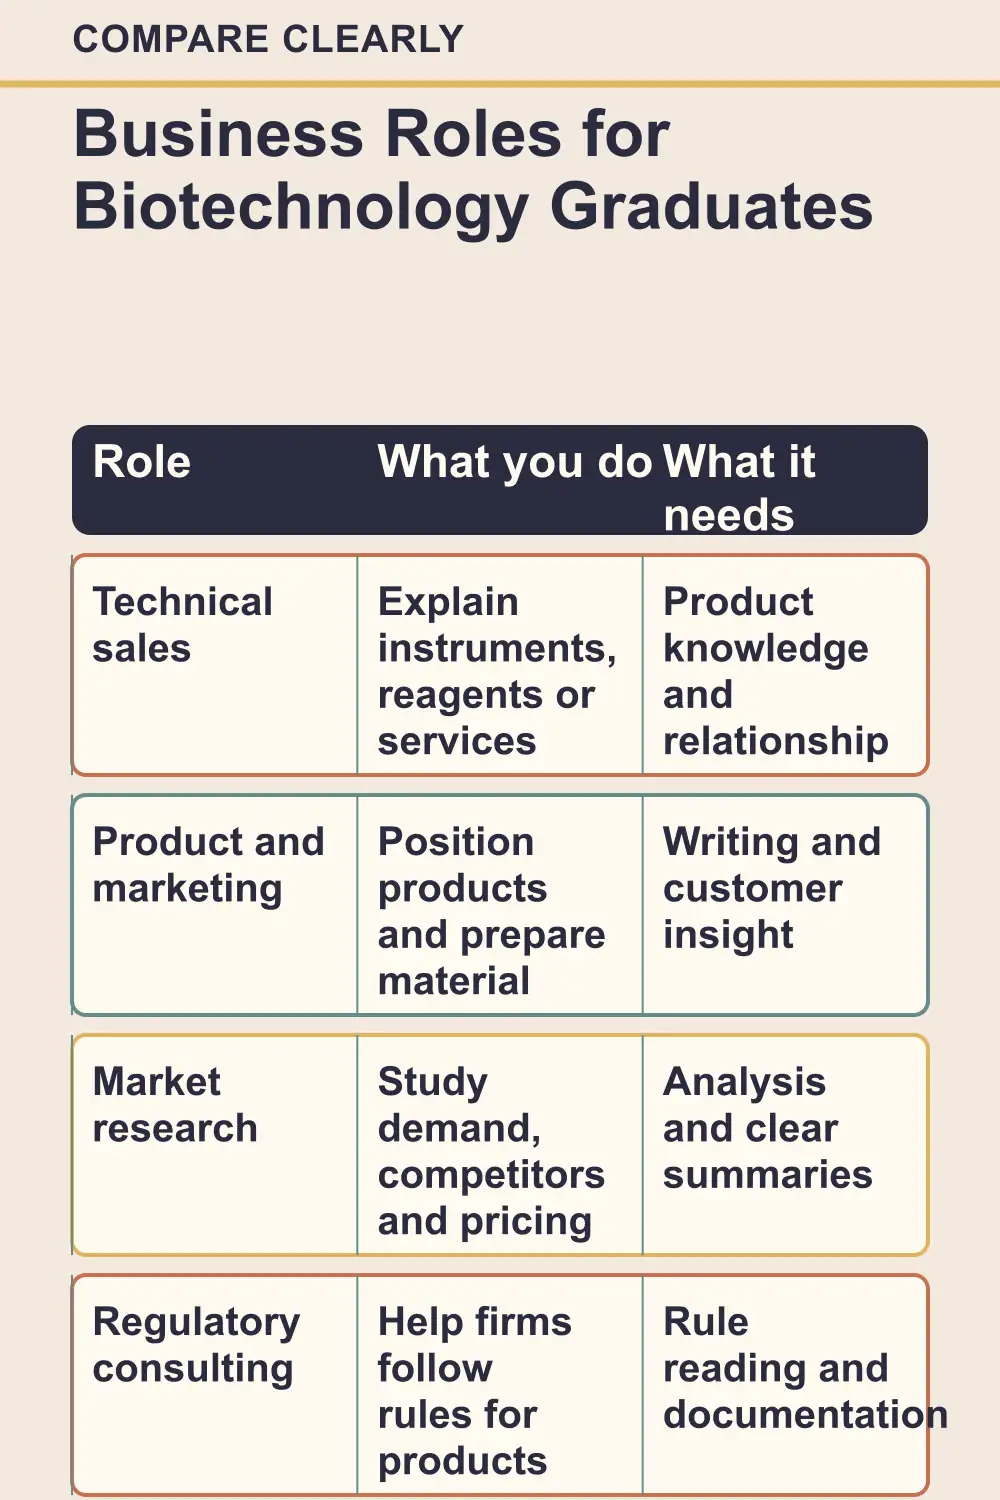 COMPARE CLEARLY
Business Roles for
Biotechnology Graduates
Role
What you do
What it
needs
Technical
sales
Explain
instruments,
reagents or
services
Product
knowledge
and
relationship
Product and
marketing
Position
products
and prepare
material
Writing and
customer
insight
Market
research
Study
demand,
competitors
and pricing
Analysis
and clear
summaries
Regulatory
consulting
Help firms
follow
rules for
products
Rule
reading and
documentation